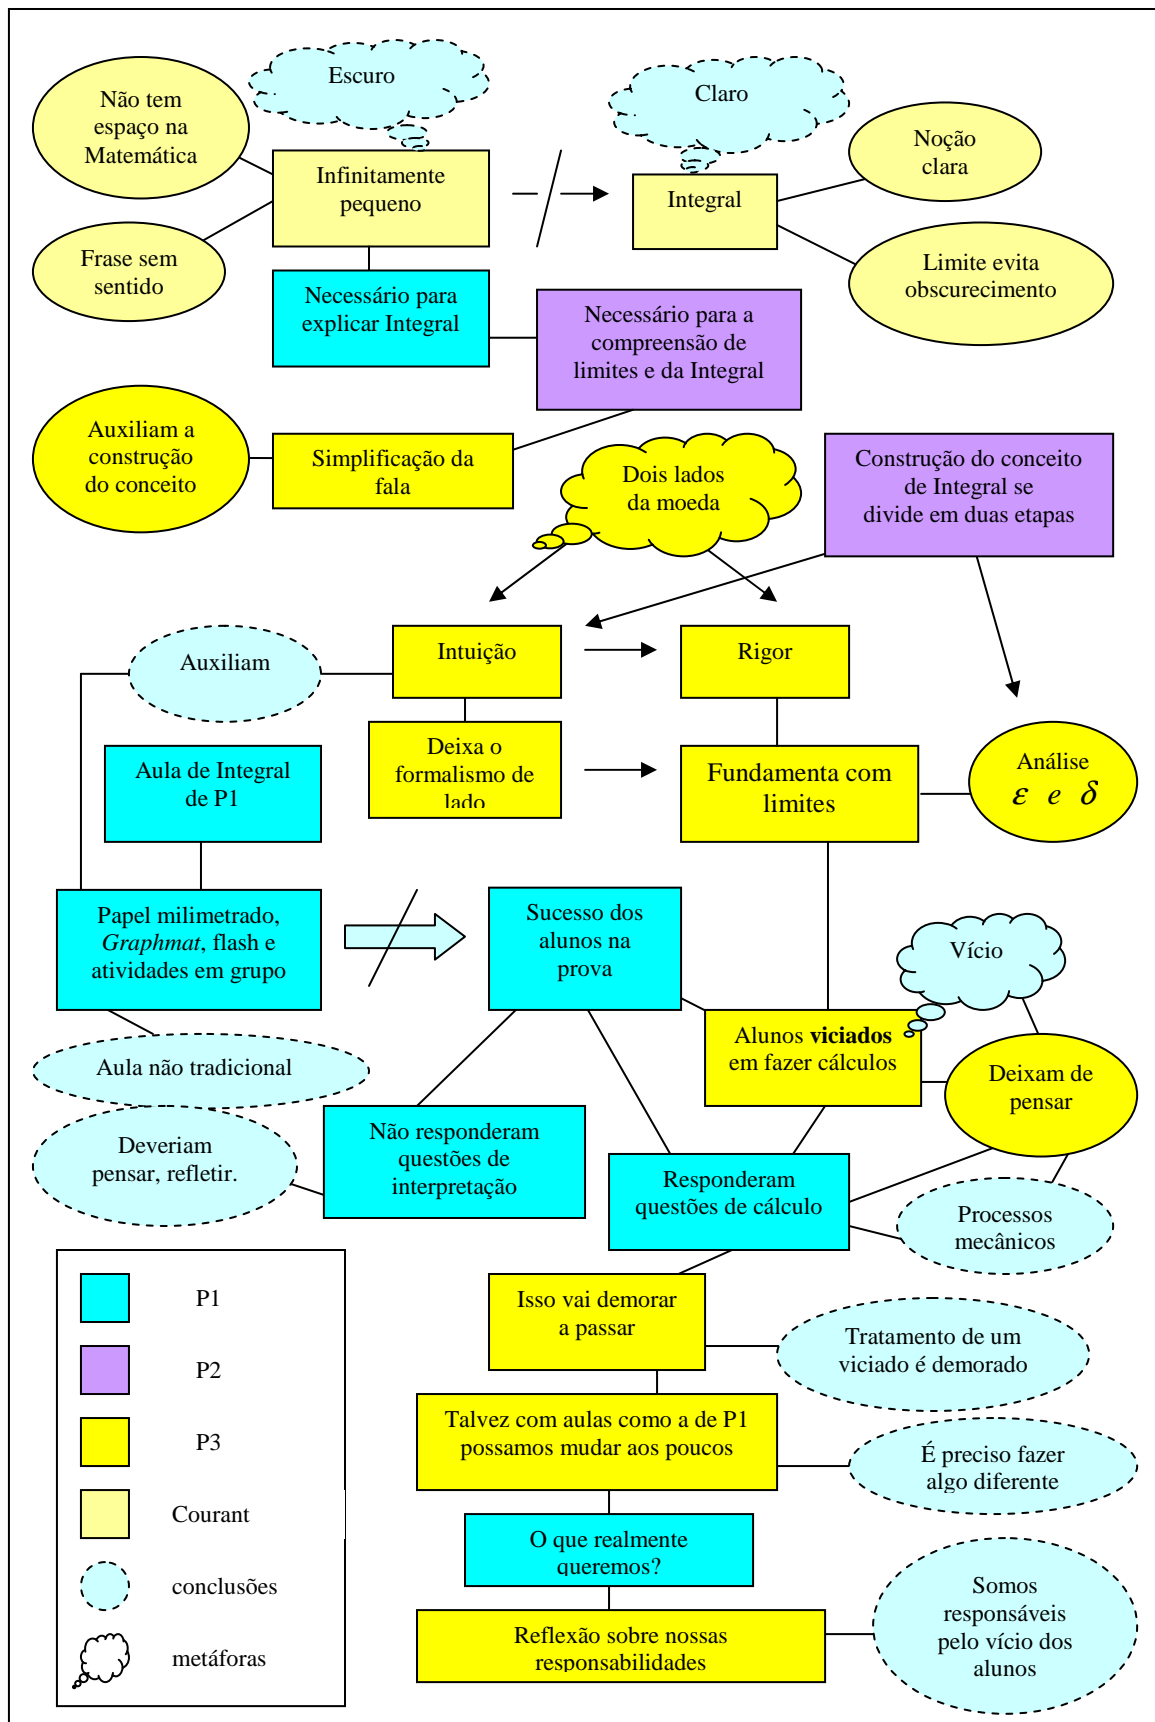 Escuro
Claro
Não tem
espaço na
Matemática
Infinitamente
pequeno
Integral
Noção
clara
Frase sem
sentido
Limite evita
obscurecimento
Necessário para
explicar Integral
Necessário para a
compreensão de
limites e da Integral
Auxiliam a
construção
do conceito
Simplificação da
fala
Dois lados
da moeda
Construção do conceito
de Integral se
divide em duas etapas
Auxiliam
Intuição
Rigor
Aula de Integral
de P1
Deixa o
formalismo de
lado
Fundamenta com
limites
Análise
ε e δ
Papel milimetrado,
Graphmat, flash e
atividades em grupo
Sucesso dos
alunos na
prova
Vício
Alunos viciados
em fazer cálculos
Aula não tradicional
Deixam de
pensar
Deveriam
pensar, refletir.
Não responderam
questões de
interpretação
Responderam
questões de cálculo
Processos
mecânicos
P1
P2
P3
Courant
conclusões
metáforas
Isso vai demorar
a passar
Tratamento de um
viciado é demorado
Talvez com aulas como a de P1
possamos mudar aos poucos
É preciso fazer
algo diferente
O que realmente
queremos?
Reflexão sobre nossas
responsabilidades
Somos
responsáveis
pelo vício dos
alunos